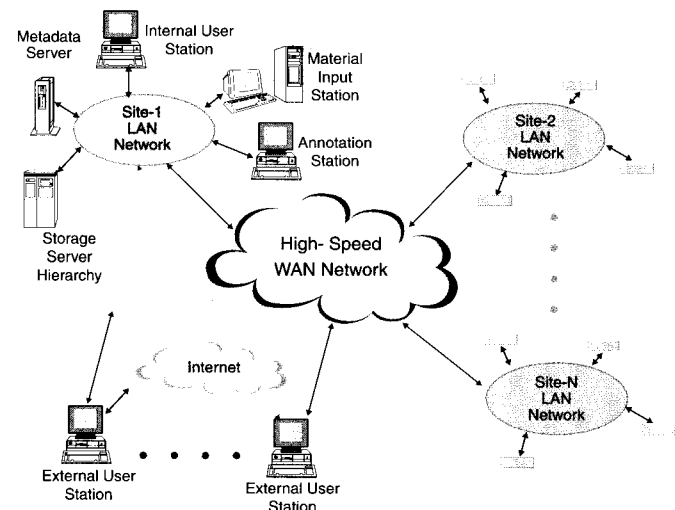 Metadata
Server
Internal User
Station
Material
Input
Station
Site-1
LAN
Network
Annotation
Station
Storage
Server
Hierarchy
Site-2
LAN
Network
High- Speed
WAN Network
Internet
Site-N
LAN
Network
External User
Station
External User
Station